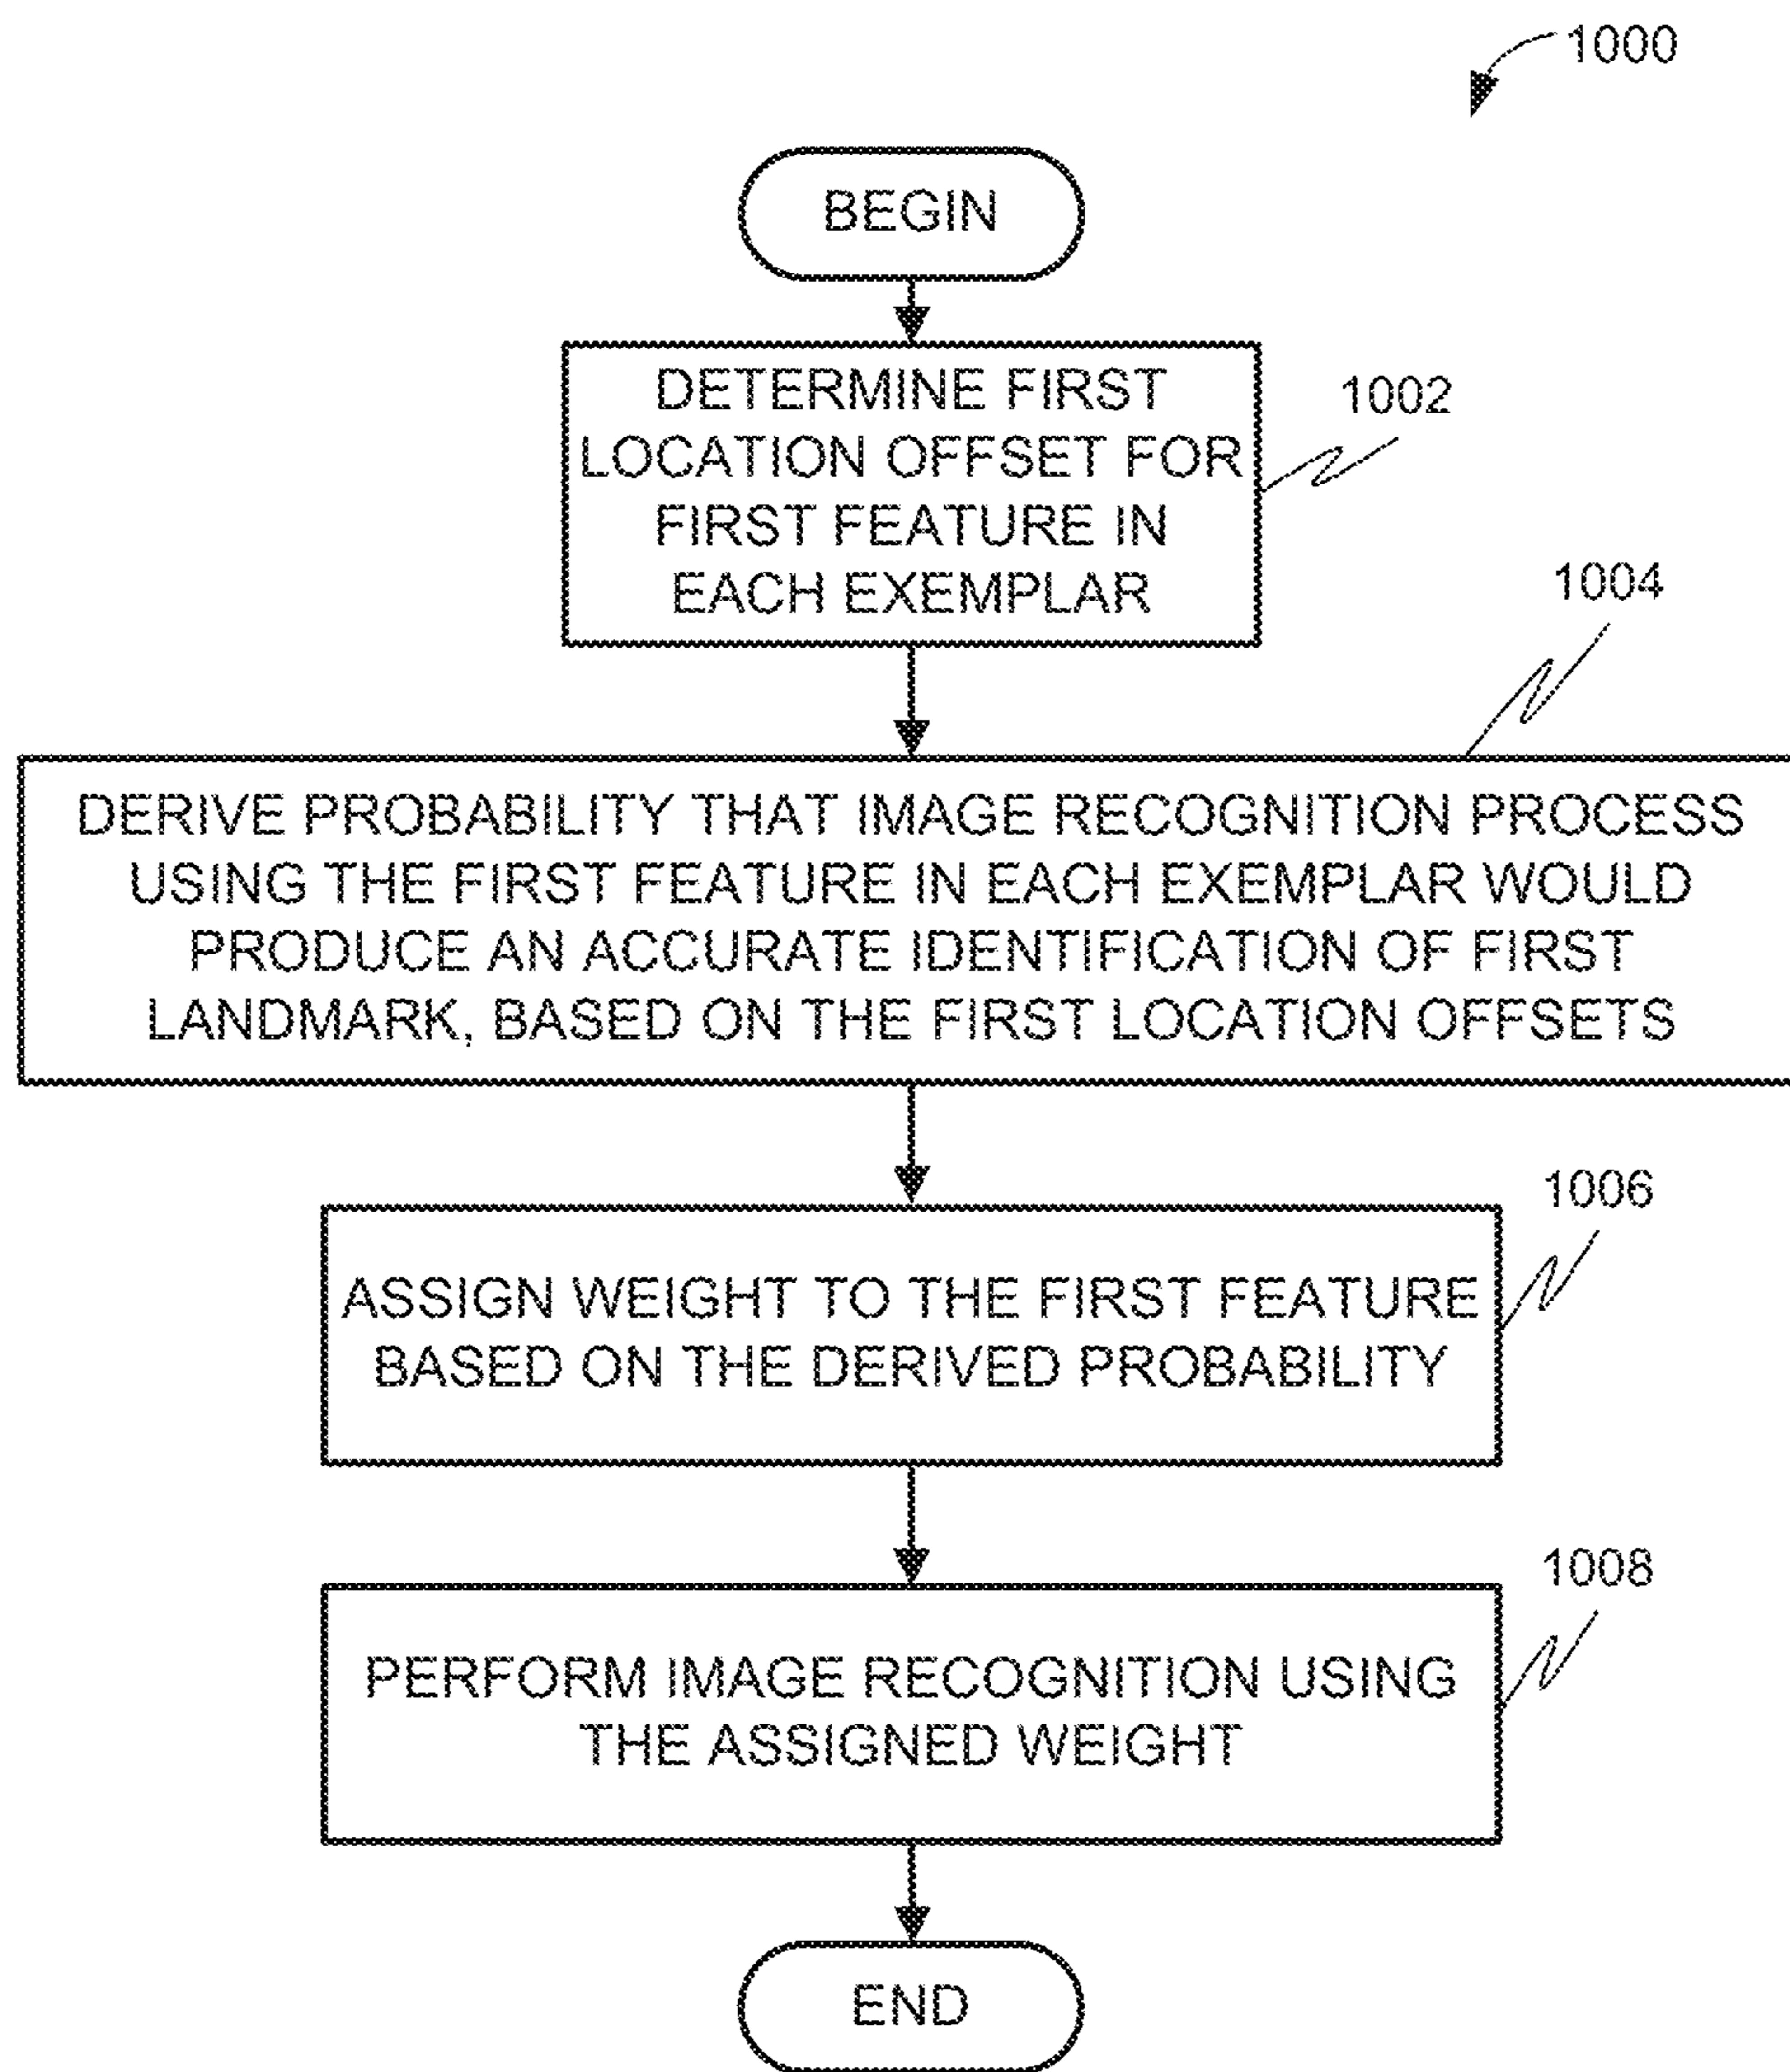 1000
BEGIN
DETERMINE FIRST
LOCATION OFFSET FOR
FIRST FEATURE IN
EACH EXEMPLAR
1002
1004
DERIVE PROBABILITY THAT IMAGE RECOGNITION PROCESS
USING THE FIRST FEATURE IN EACH EXEMPLAR WOULD
PRODUCE AN ACCURATE IDENTIFICATION OF FIRST
LANDMARK, BASED ON THE FIRST LOCATION OFFSETS
1006
ASSIGN WEIGHT TO THE FIRST FEATURE
BASED ON THE DERIVED PROBABILITY
1008
PERFORM IMAGE RECOGNITION USING
THE ASSIGNED WEIGHT
END